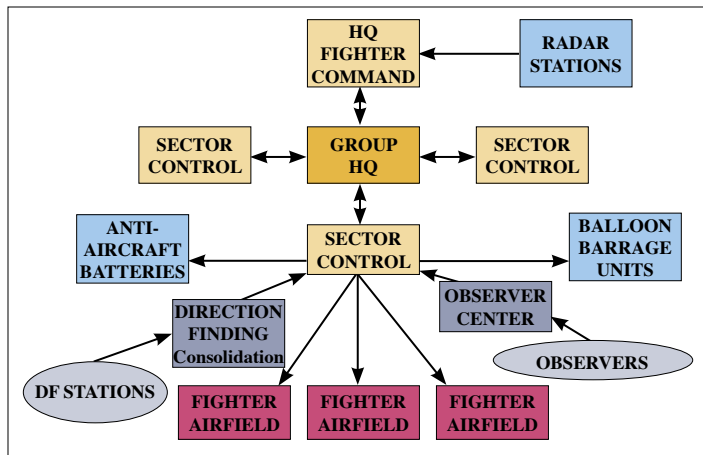 HQ
FIGHTER
COMMAND
RADAR
STATIONS
SECTOR
CONTROL
GROUP
HQ
SECTOR
CONTROL
ANTI-
AIRCRAFT
BATTERIES
SECTOR
CONTROL
BALLOON
BARRAGE
UNITS
DIRECTION
FINDING
Consolidation
OBSERVER
CENTER
DF STATIONS
OBSERVERS
FIGHTER
AIRFIELD
FIGHTER
AIRFIELD
FIGHTER
AIRFIELD